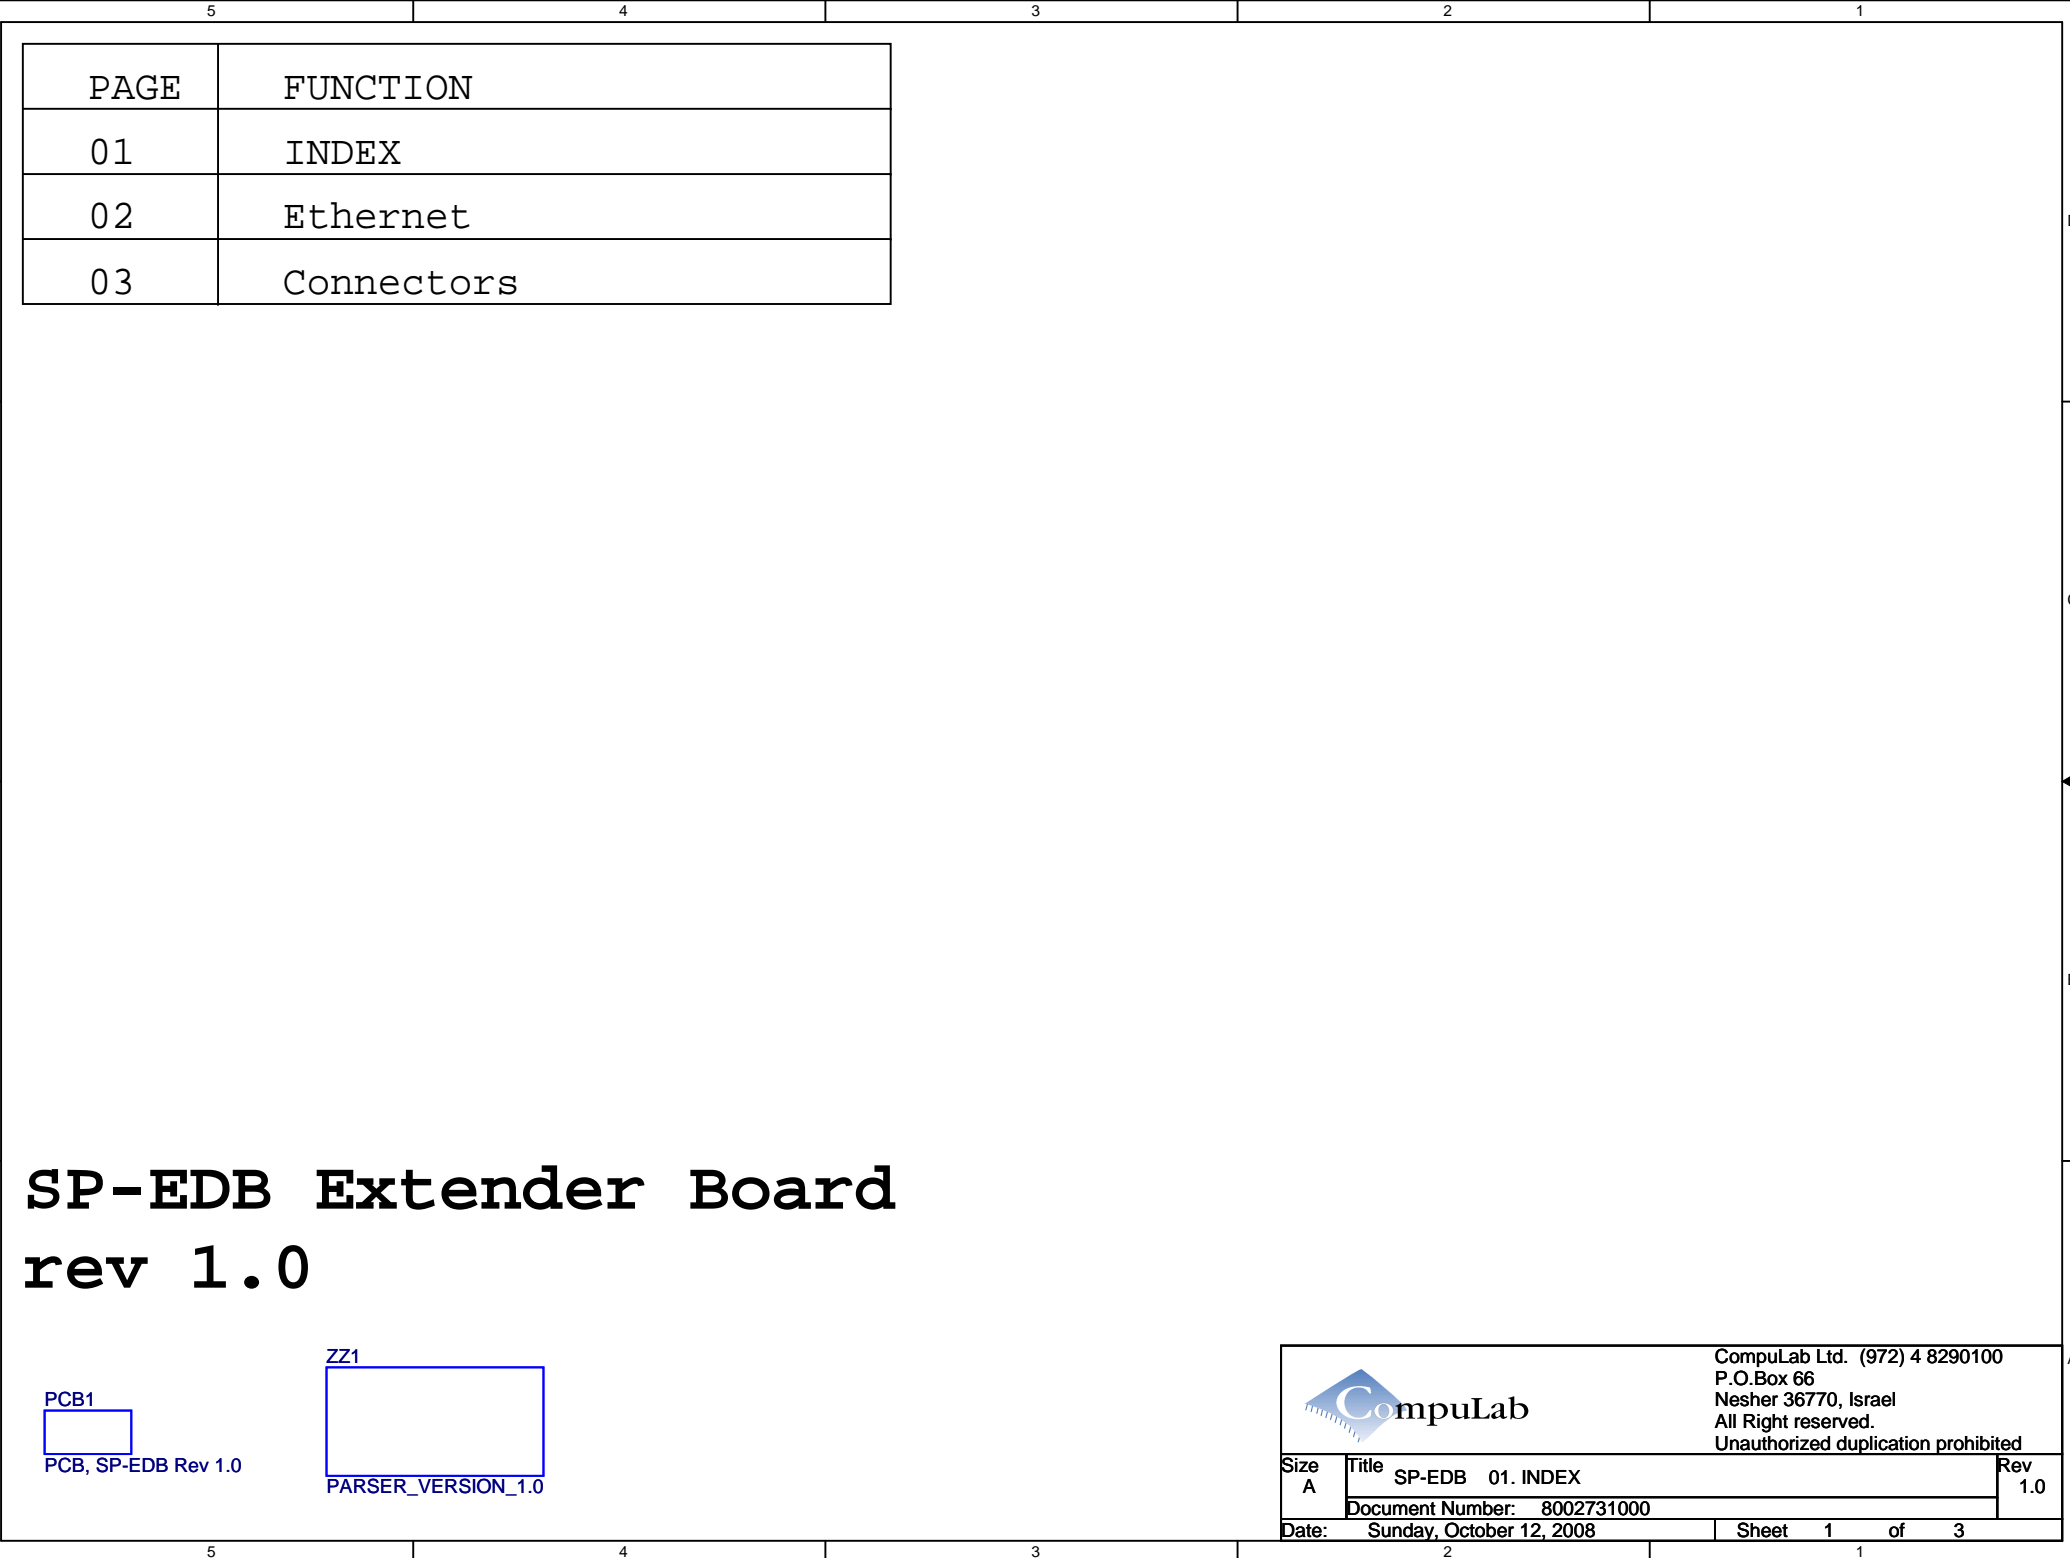 5 4 3 2 1
PAGE FUNCTION
01 INDEX
02 Ethernet
03 Connectors
SP-EDB Extender Board
rev 1.0
PCB1
PCB, SP-EDB Rev 1.0
ZZ1
PARSER_VERSION_1.0
CompuLab
CompuLab Ltd. (972) 4 8290100
P.O.Box 66
Nesher 36770, Israel
All Right reserved.
Unauthorized duplication prohibited
Size
A
Title
SP-EDB 01. INDEX
Rev
1.0
Document Number: 8002731000
Date: Sunday, October 12, 2008
Sheet 1 of 3
5 4 3 2 1